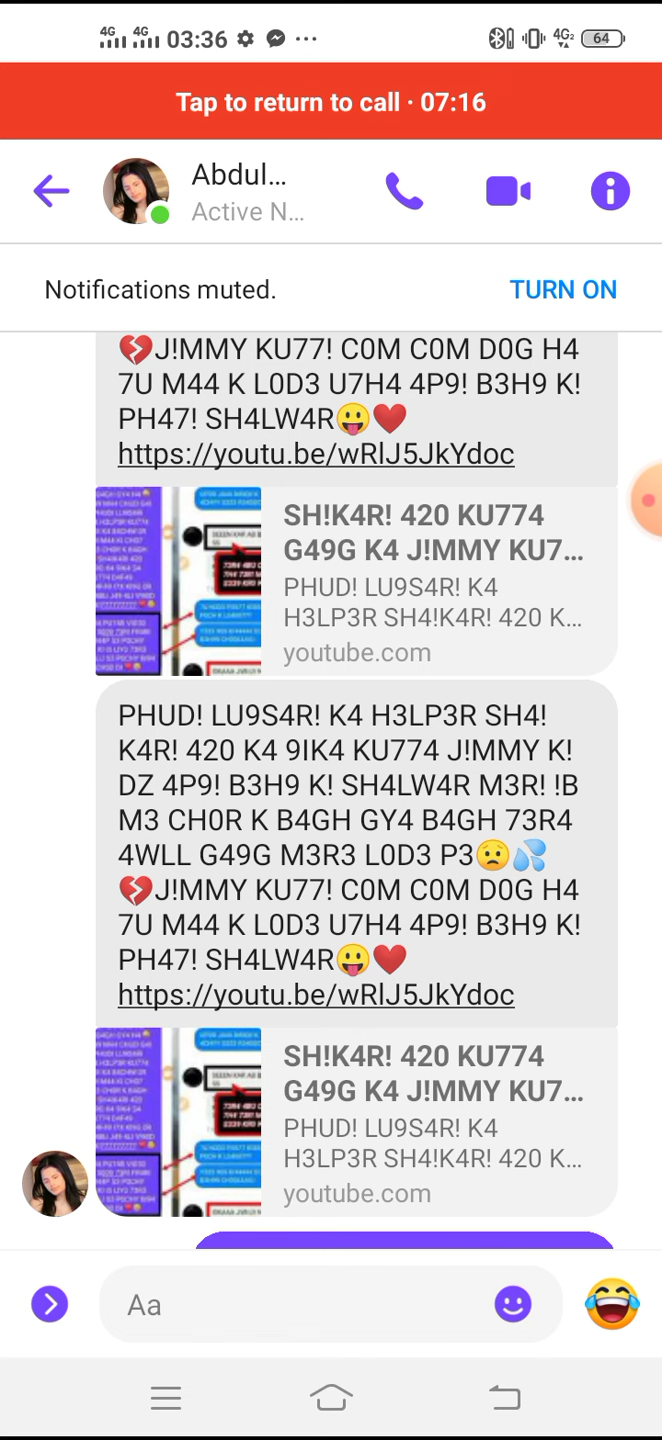 4G 4G 03:36 ... 4G2 64
Tap to return to call · 07:16
Abdul...
Active N...
Notifications muted. TURN ON
💔J!MMY KU77! C0M C0M D0G H4
7U M44 K L0D3 U7H4 4P9! B3H9 K!
PH47! SH4LW4R😛❤️
https://youtu.be/wRlJ5JkYdoc
SH!K4R! 420 KU774
G49G K4 J!MMY KU7...
PHUD! LU9S4R! K4
H3LP3R SH4!K4R! 420 K...
youtube.com
PHUD! LU9S4R! K4 H3LP3R SH4!
K4R! 420 K4 9IK4 KU774 J!MMY K!
DZ 4P9! B3H9 K! SH4LW4R M3R! !B
M3 CH0R K B4GH GY4 B4GH 73R4
4WLL G49G M3R3 L0D3 P3😟💦
💔J!MMY KU77! C0M C0M D0G H4
7U M44 K L0D3 U7H4 4P9! B3H9 K!
PH47! SH4LW4R😛❤️
https://youtu.be/wRlJ5JkYdoc
SH!K4R! 420 KU774
G49G K4 J!MMY KU7...
PHUD! LU9S4R! K4
H3LP3R SH4!K4R! 420 K...
youtube.com
Aa